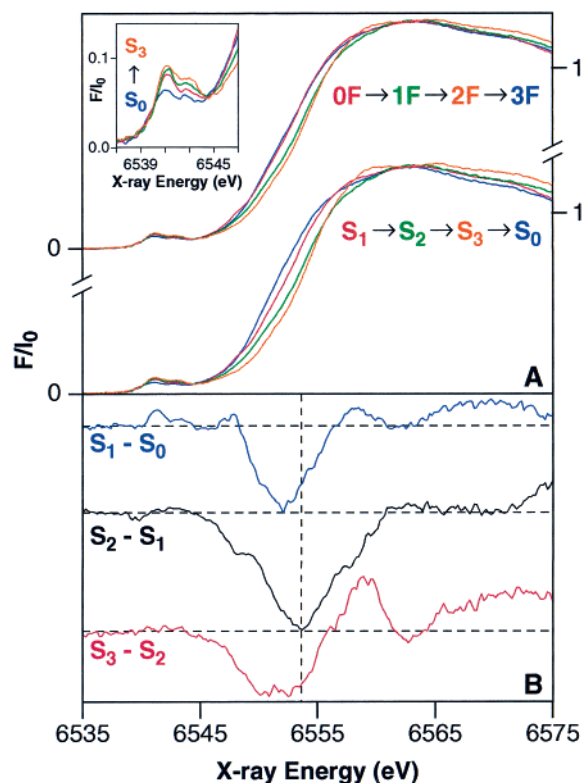 0.1
S₃
↑
S₀
F/I₀
0.0
6539 6545
X-ray Energy (eV)
0F→1F→2F→3F
1
0
S₁→S₂→S₃→S₀
1
F/I₀
0
A
S₁ - S₀
S₂ - S₁
S₃ - S₂
B
6535 6545 6555 6565 6575
X-ray Energy (eV)